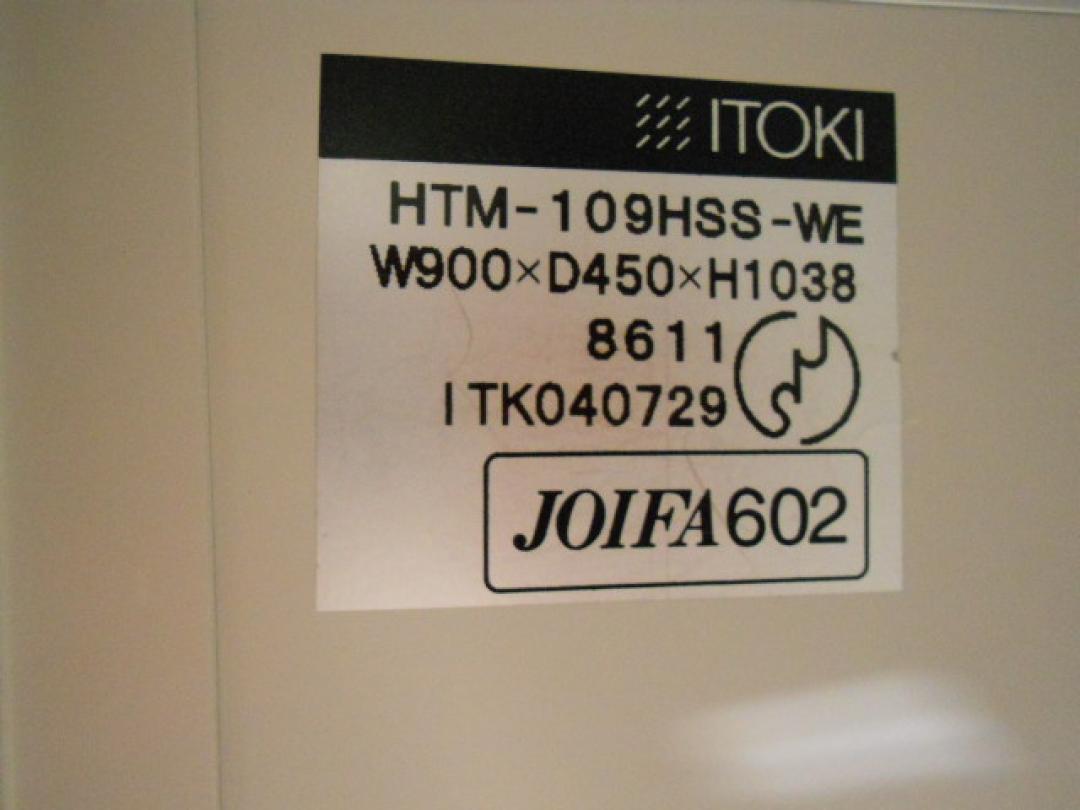 ITOKI
HTM-109HSS-WE
W900×D450×H1038
8611
ITK040729
JOIFA602